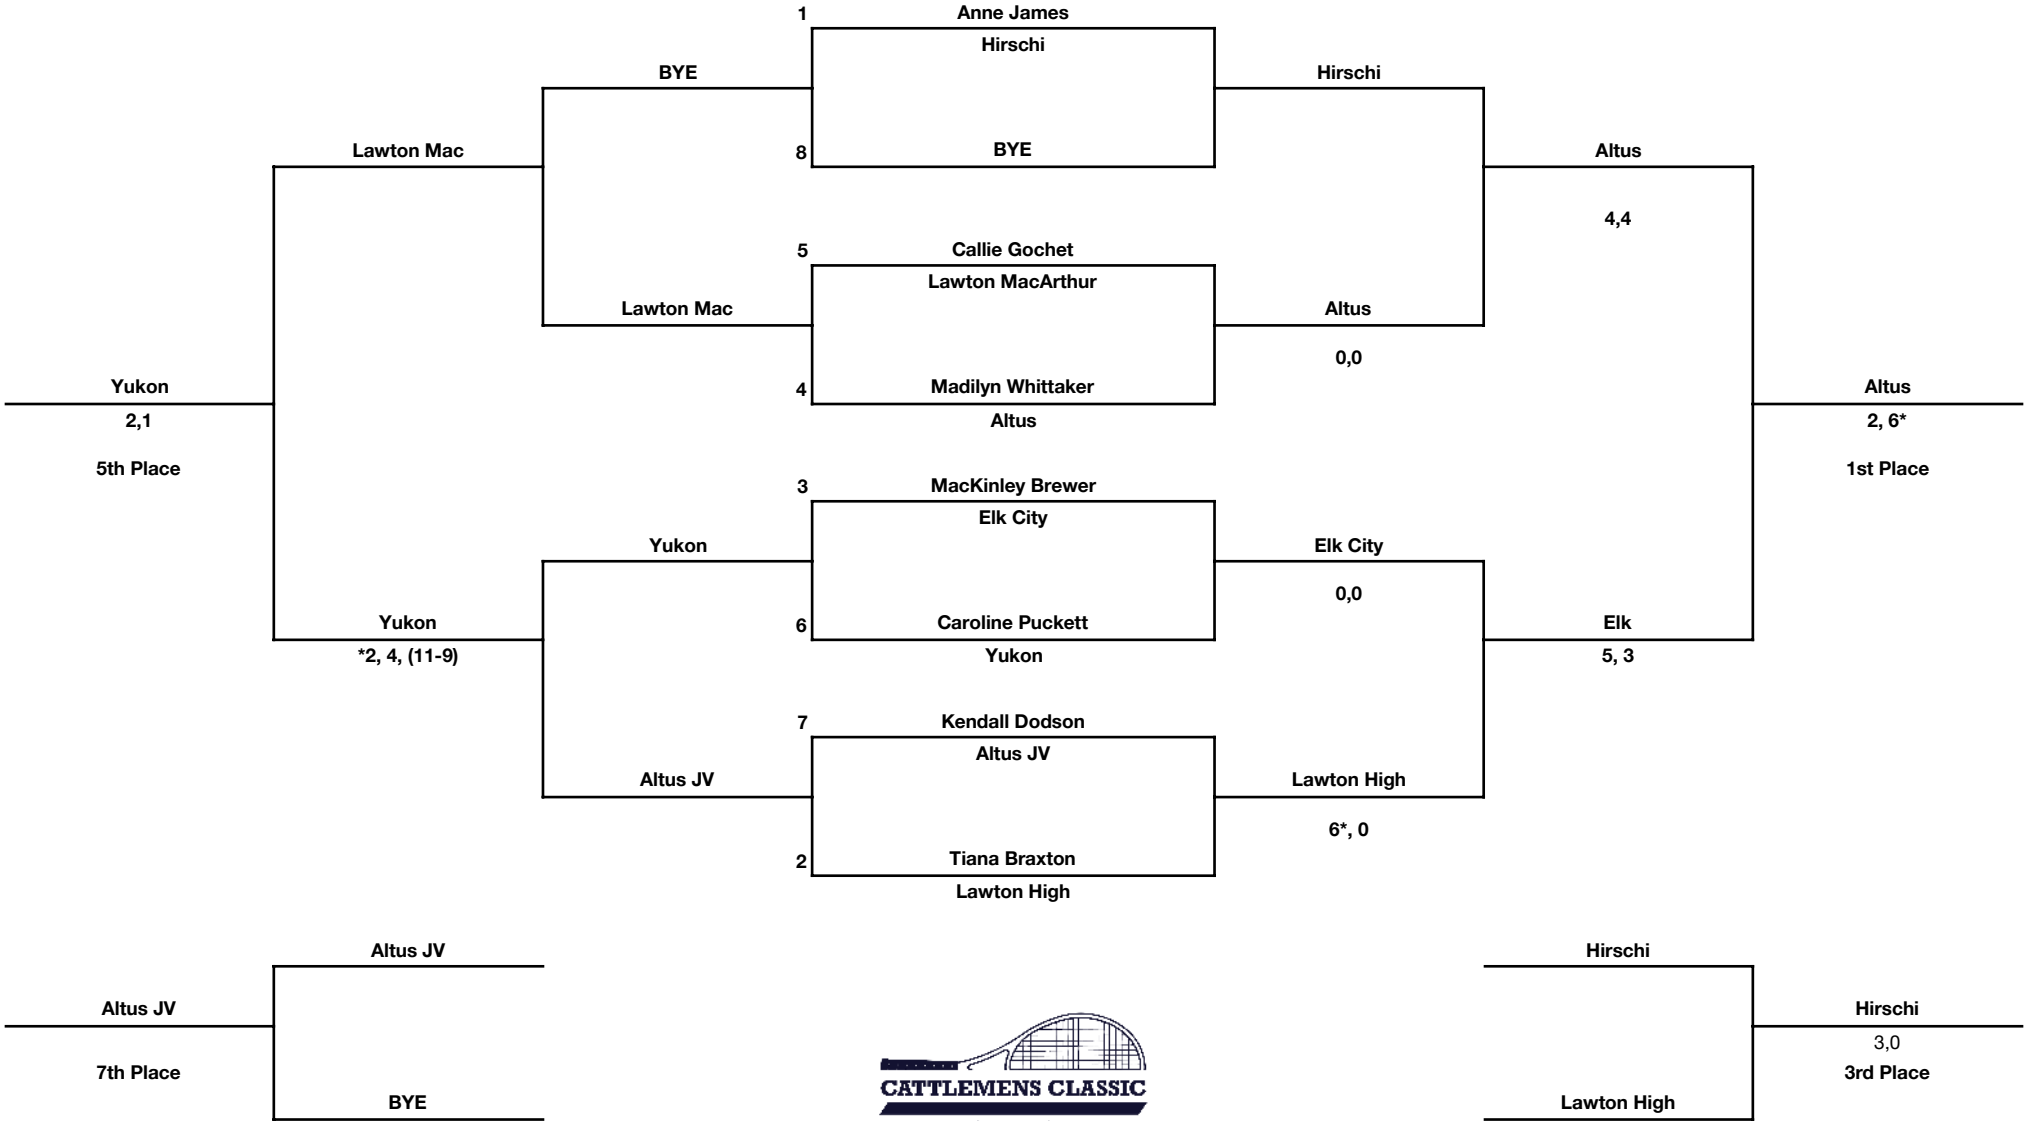 1
Anne James
Hirschi
BYE
Hirschi
8
BYE
Lawton Mac
Altus
4,4
5
Callie Gochet
Lawton MacArthur
Lawton Mac
Altus
0,0
Yukon
2,1
5th Place
4
Madilyn Whittaker
Altus
Altus
2, 6*
1st Place
3
MacKinley Brewer
Elk City
Yukon
Elk City
0,0
6
Caroline Puckett
Yukon
Yukon
*2, 4, (11-9)
Elk
5, 3
7
Kendall Dodson
Altus JV
Altus JV
Lawton High
6*, 0
2
Tiana Braxton
Lawton High
Altus JV
Hirschi
Altus JV
7th Place
Hirschi
3,0
3rd Place
BYE
CATTLEMENS CLASSIC
Lawton High